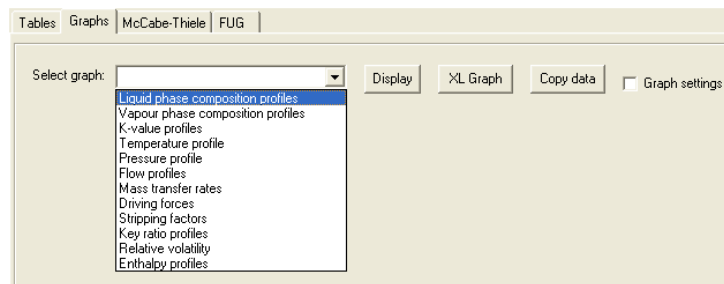 Tables Graphs McCabe-Thiele FUG
Select graph: Display XL Graph Copy data Graph settings
Liquid phase composition profiles
Vapour phase composition profiles
K-value profiles
Temperature profile
Pressure profile
Flow profiles
Mass transfer rates
Driving forces
Stripping factors
Key ratio profiles
Relative volatility
Enthalpy profiles